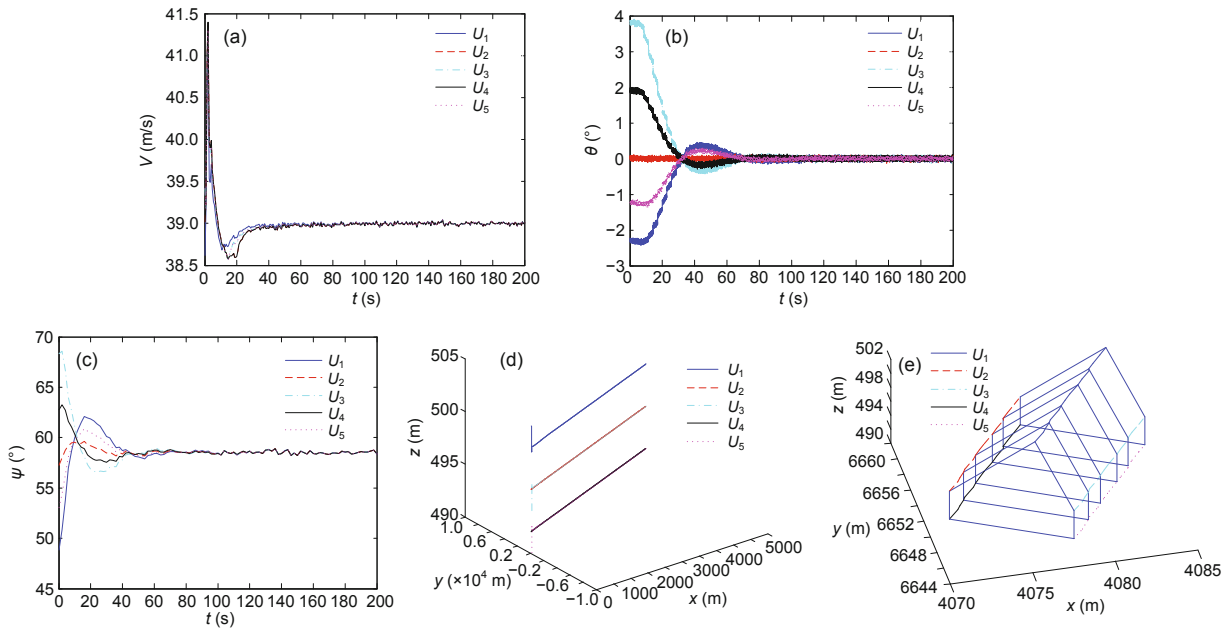 (a)
U1
U2
U3
U4
U5
41.5
41.0
40.5
40.0
39.5
39.0
38.5
V (m/s)
0 20 40 60 80 100 120 140 160 180 200
t (s)
(b)
U1
U2
U3
U4
U5
4
3
2
1
0
−1
−2
−3
θ (°)
0 20 40 60 80 100 120 140 160 180 200
t (s)
(c)
U1
U2
U3
U4
U5
70
65
60
55
50
45
ψ (°)
0 20 40 60 80 100 120 140 160 180 200
t (s)
(d)
U1
U2
U3
U4
U5
505
500
495
490
z (m)
1.0
0.6
0.2
−0.2
−0.6
−1.0
y (×10⁴ m)
0 1000 2000 3000 4000 5000
x (m)
(e)
U1
U2
U3
U4
U5
502
498
496
494
490
z (m)
6660
6656
6652
6648
6644
y (m)
4070 4075 4080 4085
x (m)